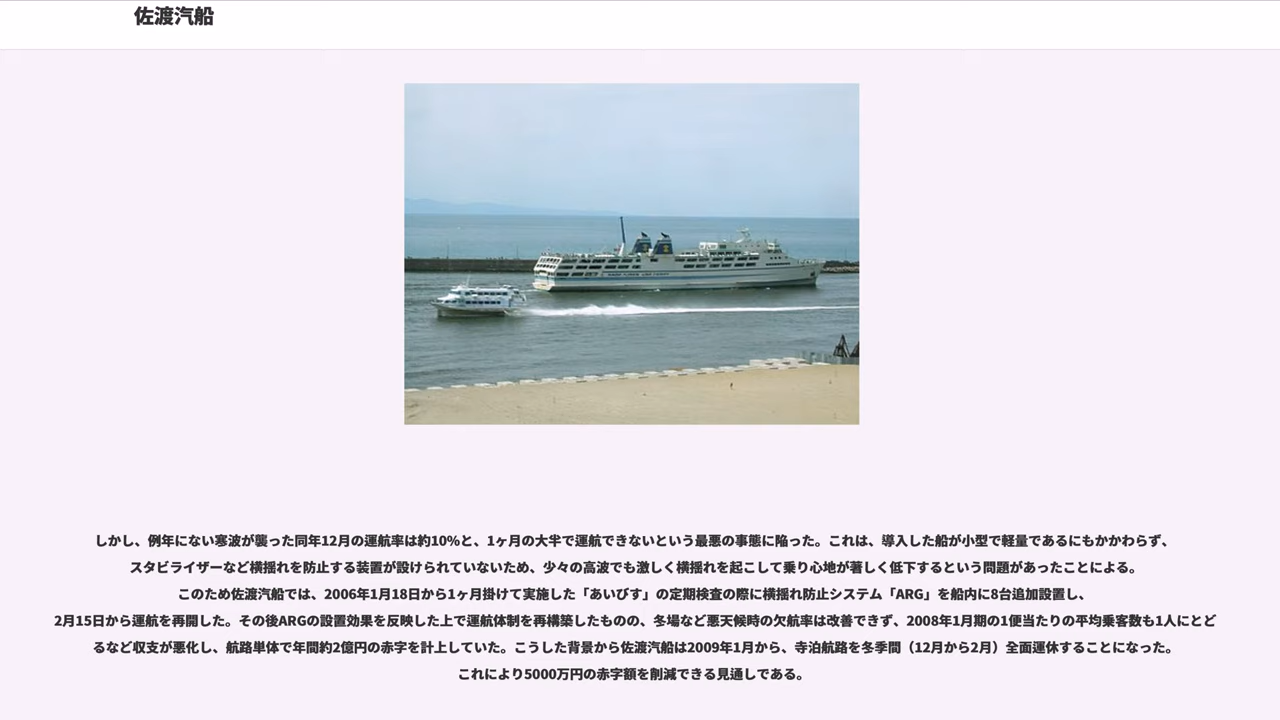 佐渡汽船
しかし、例年にない寒波が襲った同年12月の運航率は約10%と、1ヶ月の大半で運航できないという最悪の事態に陥った。これは、導入した船が小型で軽量であるにもかかわらず、
スタビライザーなど横揺れを防止する装置が設けられていないため、少々の高波でも激しく横揺れを起こして乗り心地が著しく低下するという問題があったことによる。
このため佐渡汽船では、2006年1月18日から1ヶ月掛けて実施した「あいびす」の定期検査の際に横揺れ防止システム「ARG」を船内に8台追加設置し、
2月15日から運航を再開した。その後ARGの設置効果を反映した上で運航体制を再構築したものの、冬場など悪天候時の欠航率は改善できず、2008年1月期の1便当たりの平均乗客数も1人にとど
るなど収支が悪化し、航路単体で年間約2億円の赤字を計上していた。こうした背景から佐渡汽船は2009年1月から、寺泊航路を冬季間（12月から2月）全面運休することになった。
これにより5000万円の赤字額を削減できる見通しである。